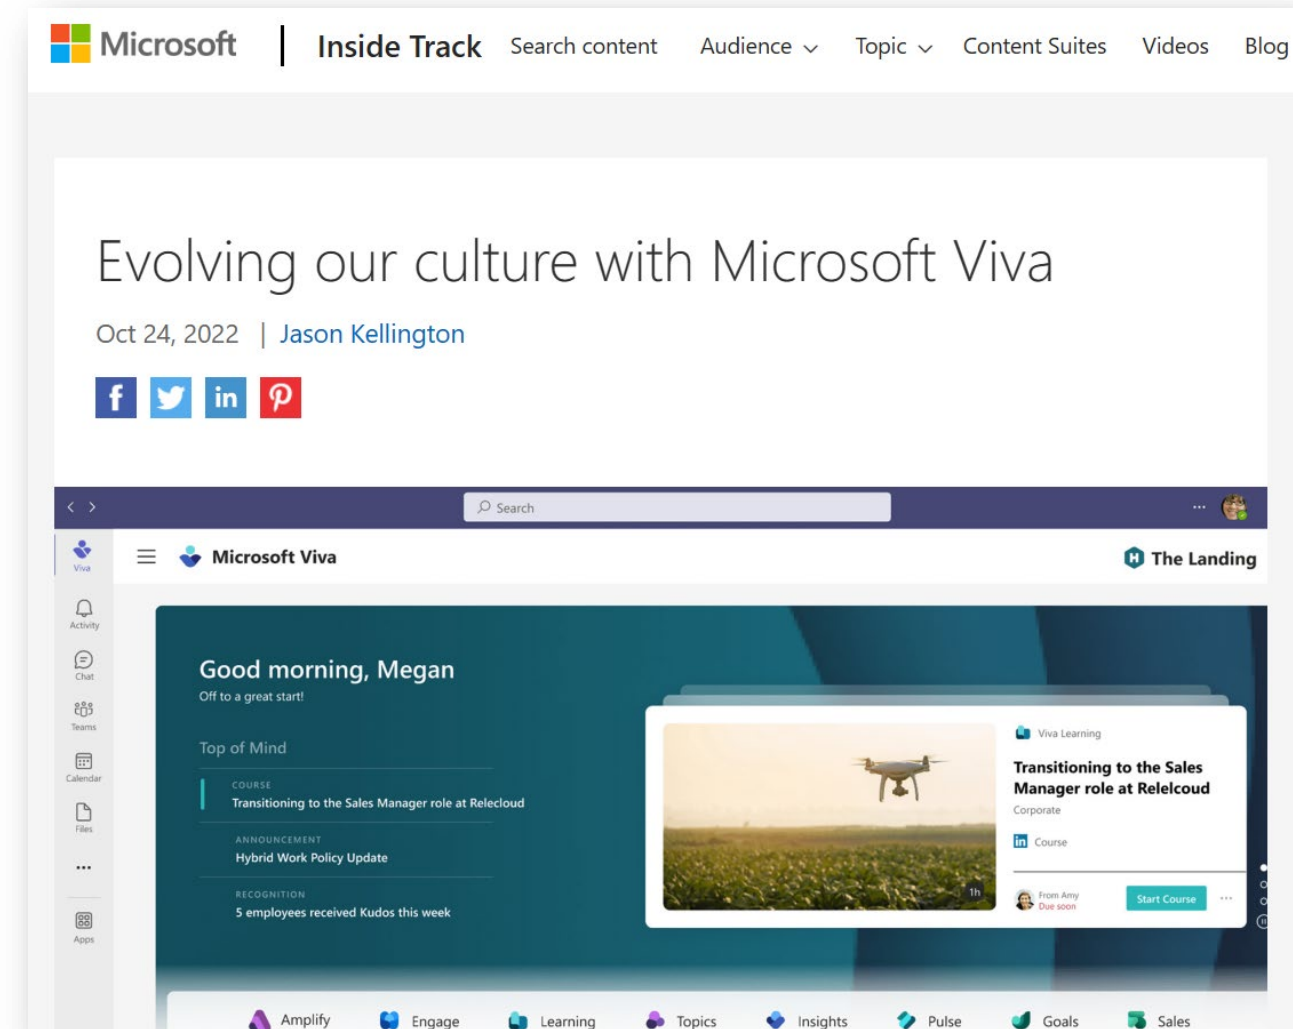 Microsoft | Inside Track Search content Audience Topic Content Suites Videos Blog
Evolving our culture with Microsoft Viva
Oct 24, 2022 | Jason Kellington
f in
Search
Viva
Microsoft Viva
H The Landing
Activity
Chat
Teams
Calendar
Files
Apps
Good morning, Megan
Off to a great start!
Top of Mind
COURSE
Transitioning to the Sales Manager role at Relecloud
ANNOUNCEMENT
Hybrid Work Policy Update
RECOGNITION
5 employees received Kudos this week
1h
Viva Learning
Transitioning to the Sales
Manager role at Relelcoud
Corporate
in Course
From Amy
Due soon
Start Course
Amplify Engage Learning Topics Insights Pulse Goals Sales